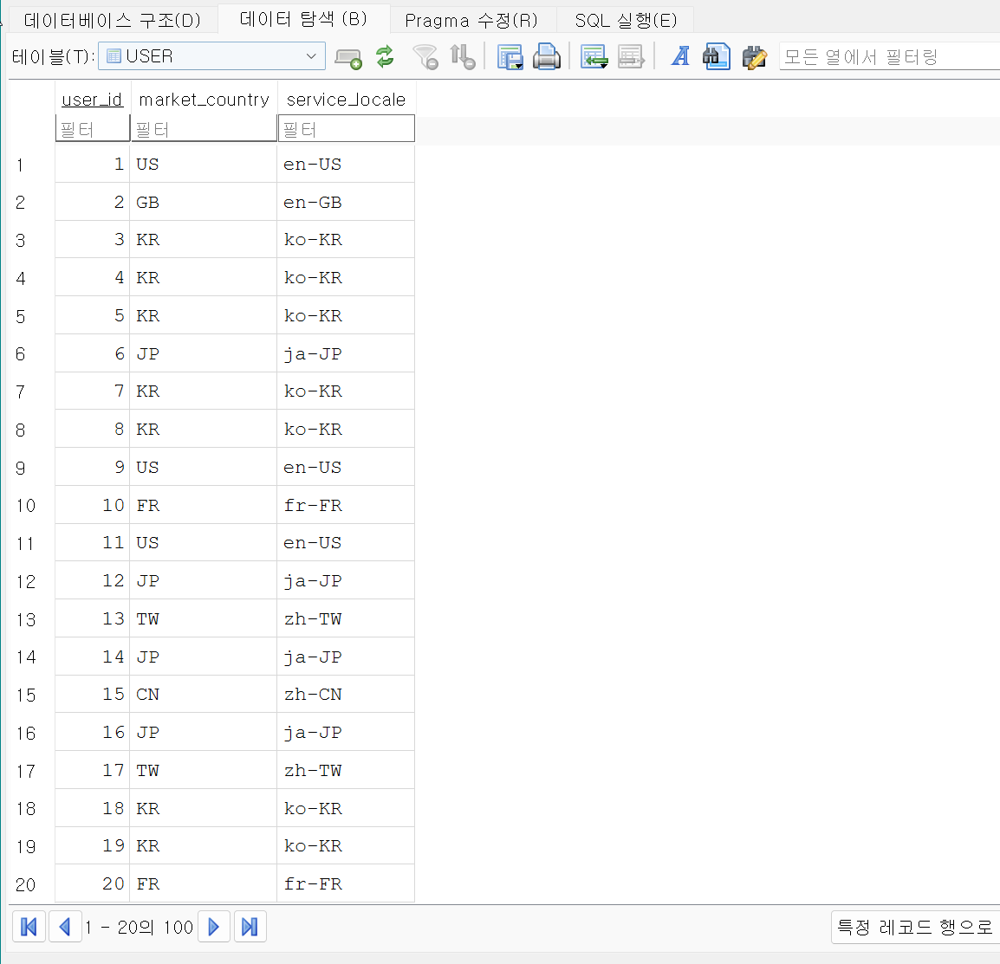 데이터베이스 구조(D) 데이터 탐색 (B) Pragma 수정(R) SQL 실행(E)
테이블(T): USER 모든 열에서 필터링
user_id market_country service_locale
필터 필터 필터
1 1 US en-US
2 2 GB en-GB
3 3 KR ko-KR
4 4 KR ko-KR
5 5 KR ko-KR
6 6 JP ja-JP
7 7 KR ko-KR
8 8 KR ko-KR
9 9 US en-US
10 10 FR fr-FR
11 11 US en-US
12 12 JP ja-JP
13 13 TW zh-TW
14 14 JP ja-JP
15 15 CN zh-CN
16 16 JP ja-JP
17 17 TW zh-TW
18 18 KR ko-KR
19 19 KR ko-KR
20 20 FR fr-FR
1 - 20의 100 특정 레코드 행으로